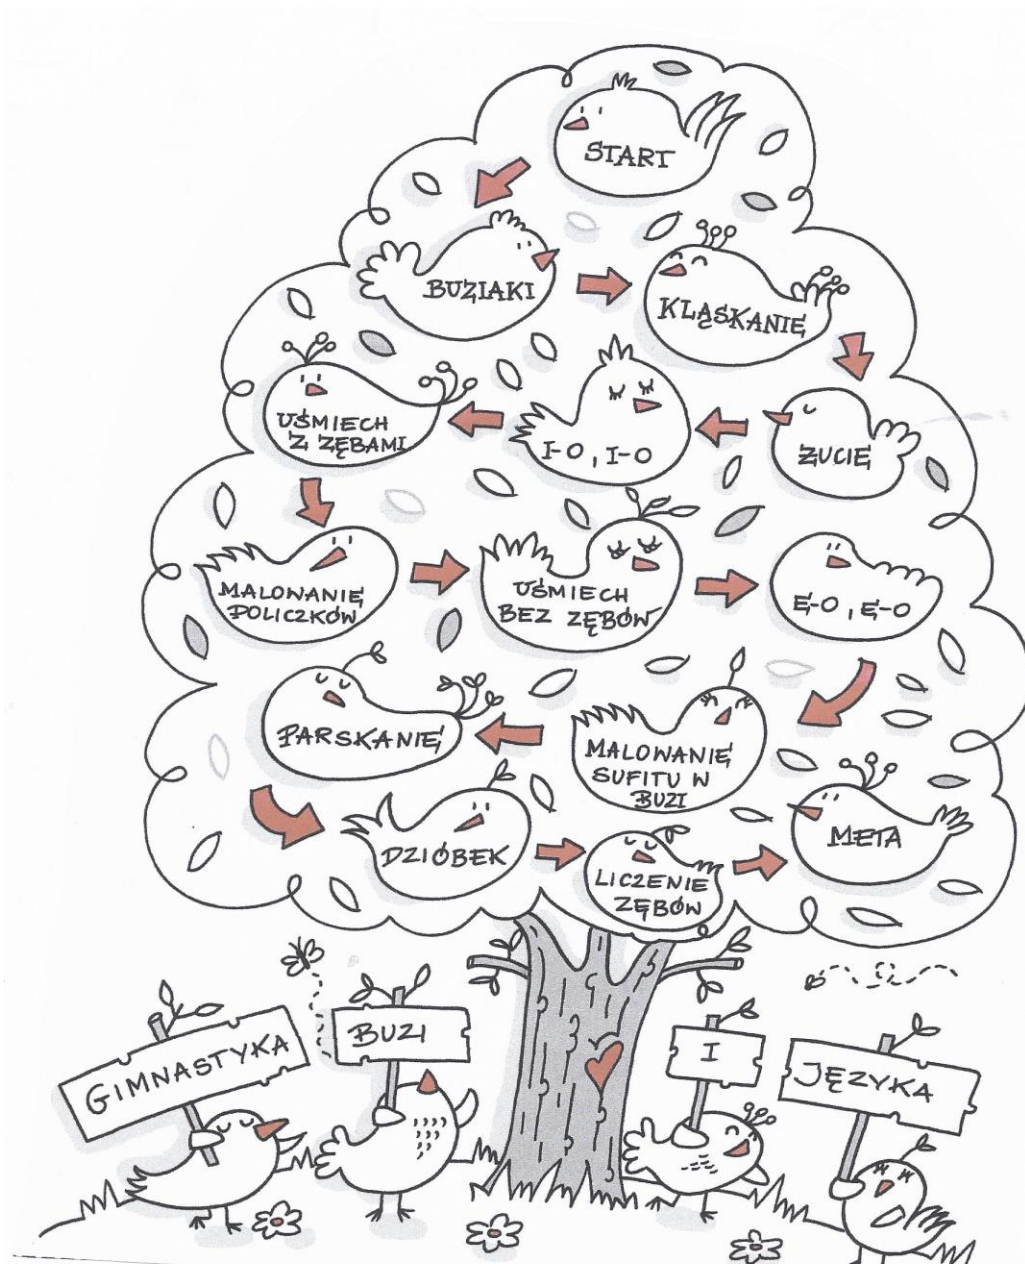 START
BUZIAKI
KLĄSKANIE
ŻUCIE
I-O, I-O
UŚMIECH
Z ZĘBAMI
MALOWANIE
POLICZKÓW
UŚMIECH
BEZ ZĘBÓW
E-O, E-O
MALOWANIE
SUFITU W
BUZI
PARSKANIE
DZIÓBEK
LICZENIE
ZĘBÓW
META
GIMNASTYKA
BUZI
I
JĘZYKA